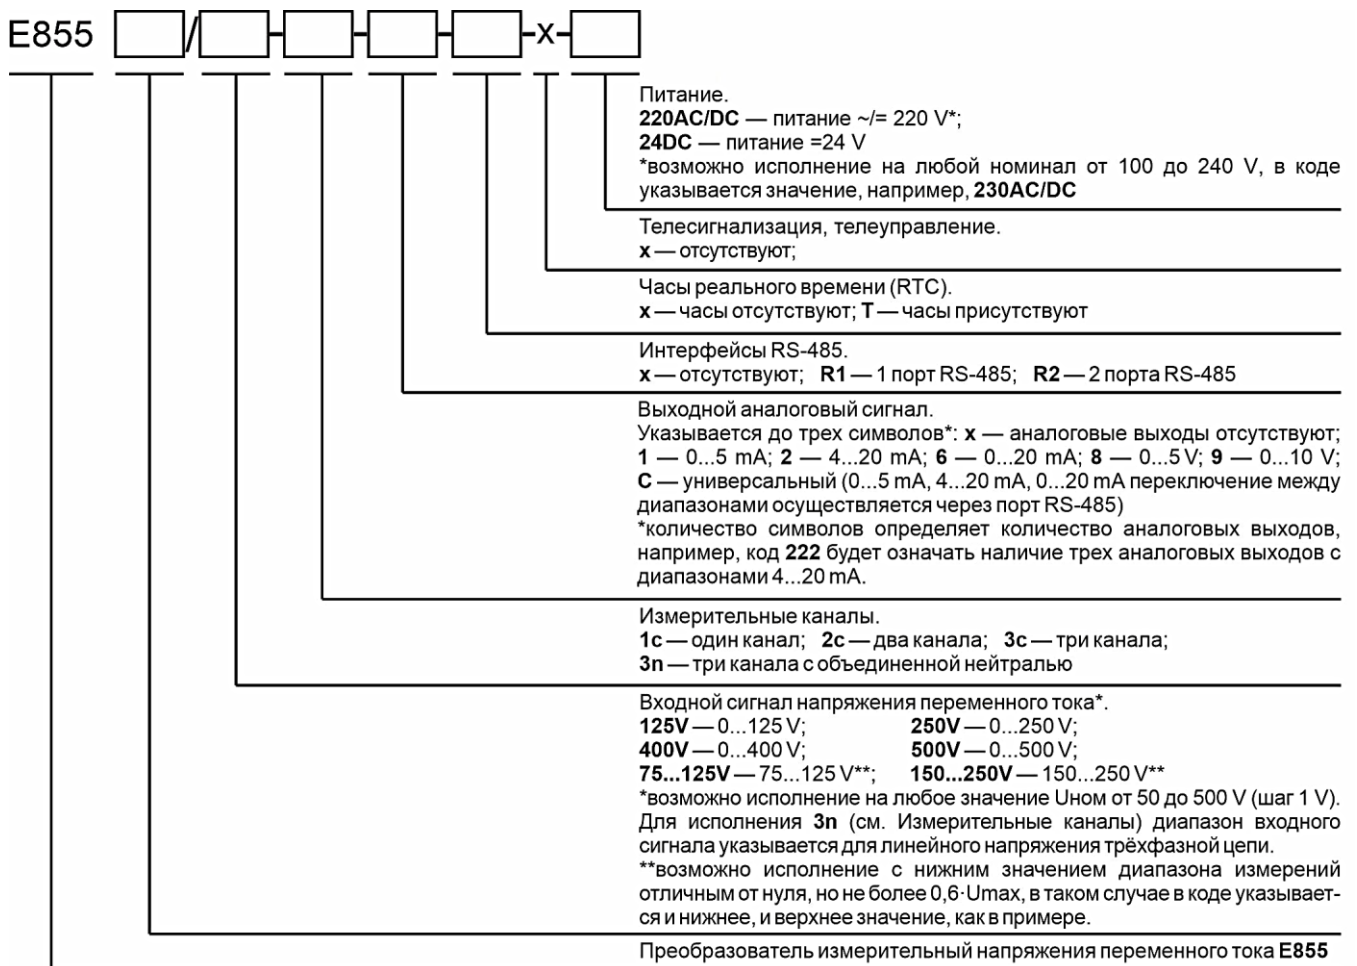 E855 / - - - -x-
Питание.
220AC/DC — питание ~/= 220 V*;
24DC — питание =24 V
*возможно исполнение на любой номинал от 100 до 240 V, в коде
указывается значение, например, 230AC/DC
Телесигнализация, телеуправление.
x — отсутствуют;
Часы реального времени (RTC).
x — часы отсутствуют; T — часы присутствуют
Интерфейсы RS-485.
x — отсутствуют; R1 — 1 порт RS-485; R2 — 2 порта RS-485
Выходной аналоговый сигнал.
Указывается до трех символов*: x — аналоговые выходы отсутствуют;
1 — 0...5 mA; 2 — 4...20 mA; 6 — 0...20 mA; 8 — 0...5 V; 9 — 0...10 V;
C — универсальный (0...5 mA, 4...20 mA, 0...20 mA переключение между
диапазонами осуществляется через порт RS-485)
*количество символов определяет количество аналоговых выходов,
например, код 222 будет означать наличие трех аналоговых выходов с
диапазонами 4...20 mA.
Измерительные каналы.
1c — один канал; 2c — два канала; 3c — три канала;
3n — три канала с объединенной нейтралью
Входной сигнал напряжения переменного тока*.
125V — 0...125 V; 250V — 0...250 V;
400V — 0...400 V; 500V — 0...500 V;
75...125V — 75...125 V**; 150...250V — 150...250 V**
*возможно исполнение на любое значение Uном от 50 до 500 V (шаг 1 V).
Для исполнения 3n (см. Измерительные каналы) диапазон входного
сигнала указывается для линейного напряжения трёхфазной цепи.
**возможно исполнение с нижним значением диапазона измерений
отличным от нуля, но не более 0,6·Umax, в таком случае в коде указывает-
ся и нижнее, и верхнее значение, как в примере.
Преобразователь измерительный напряжения переменного тока E855